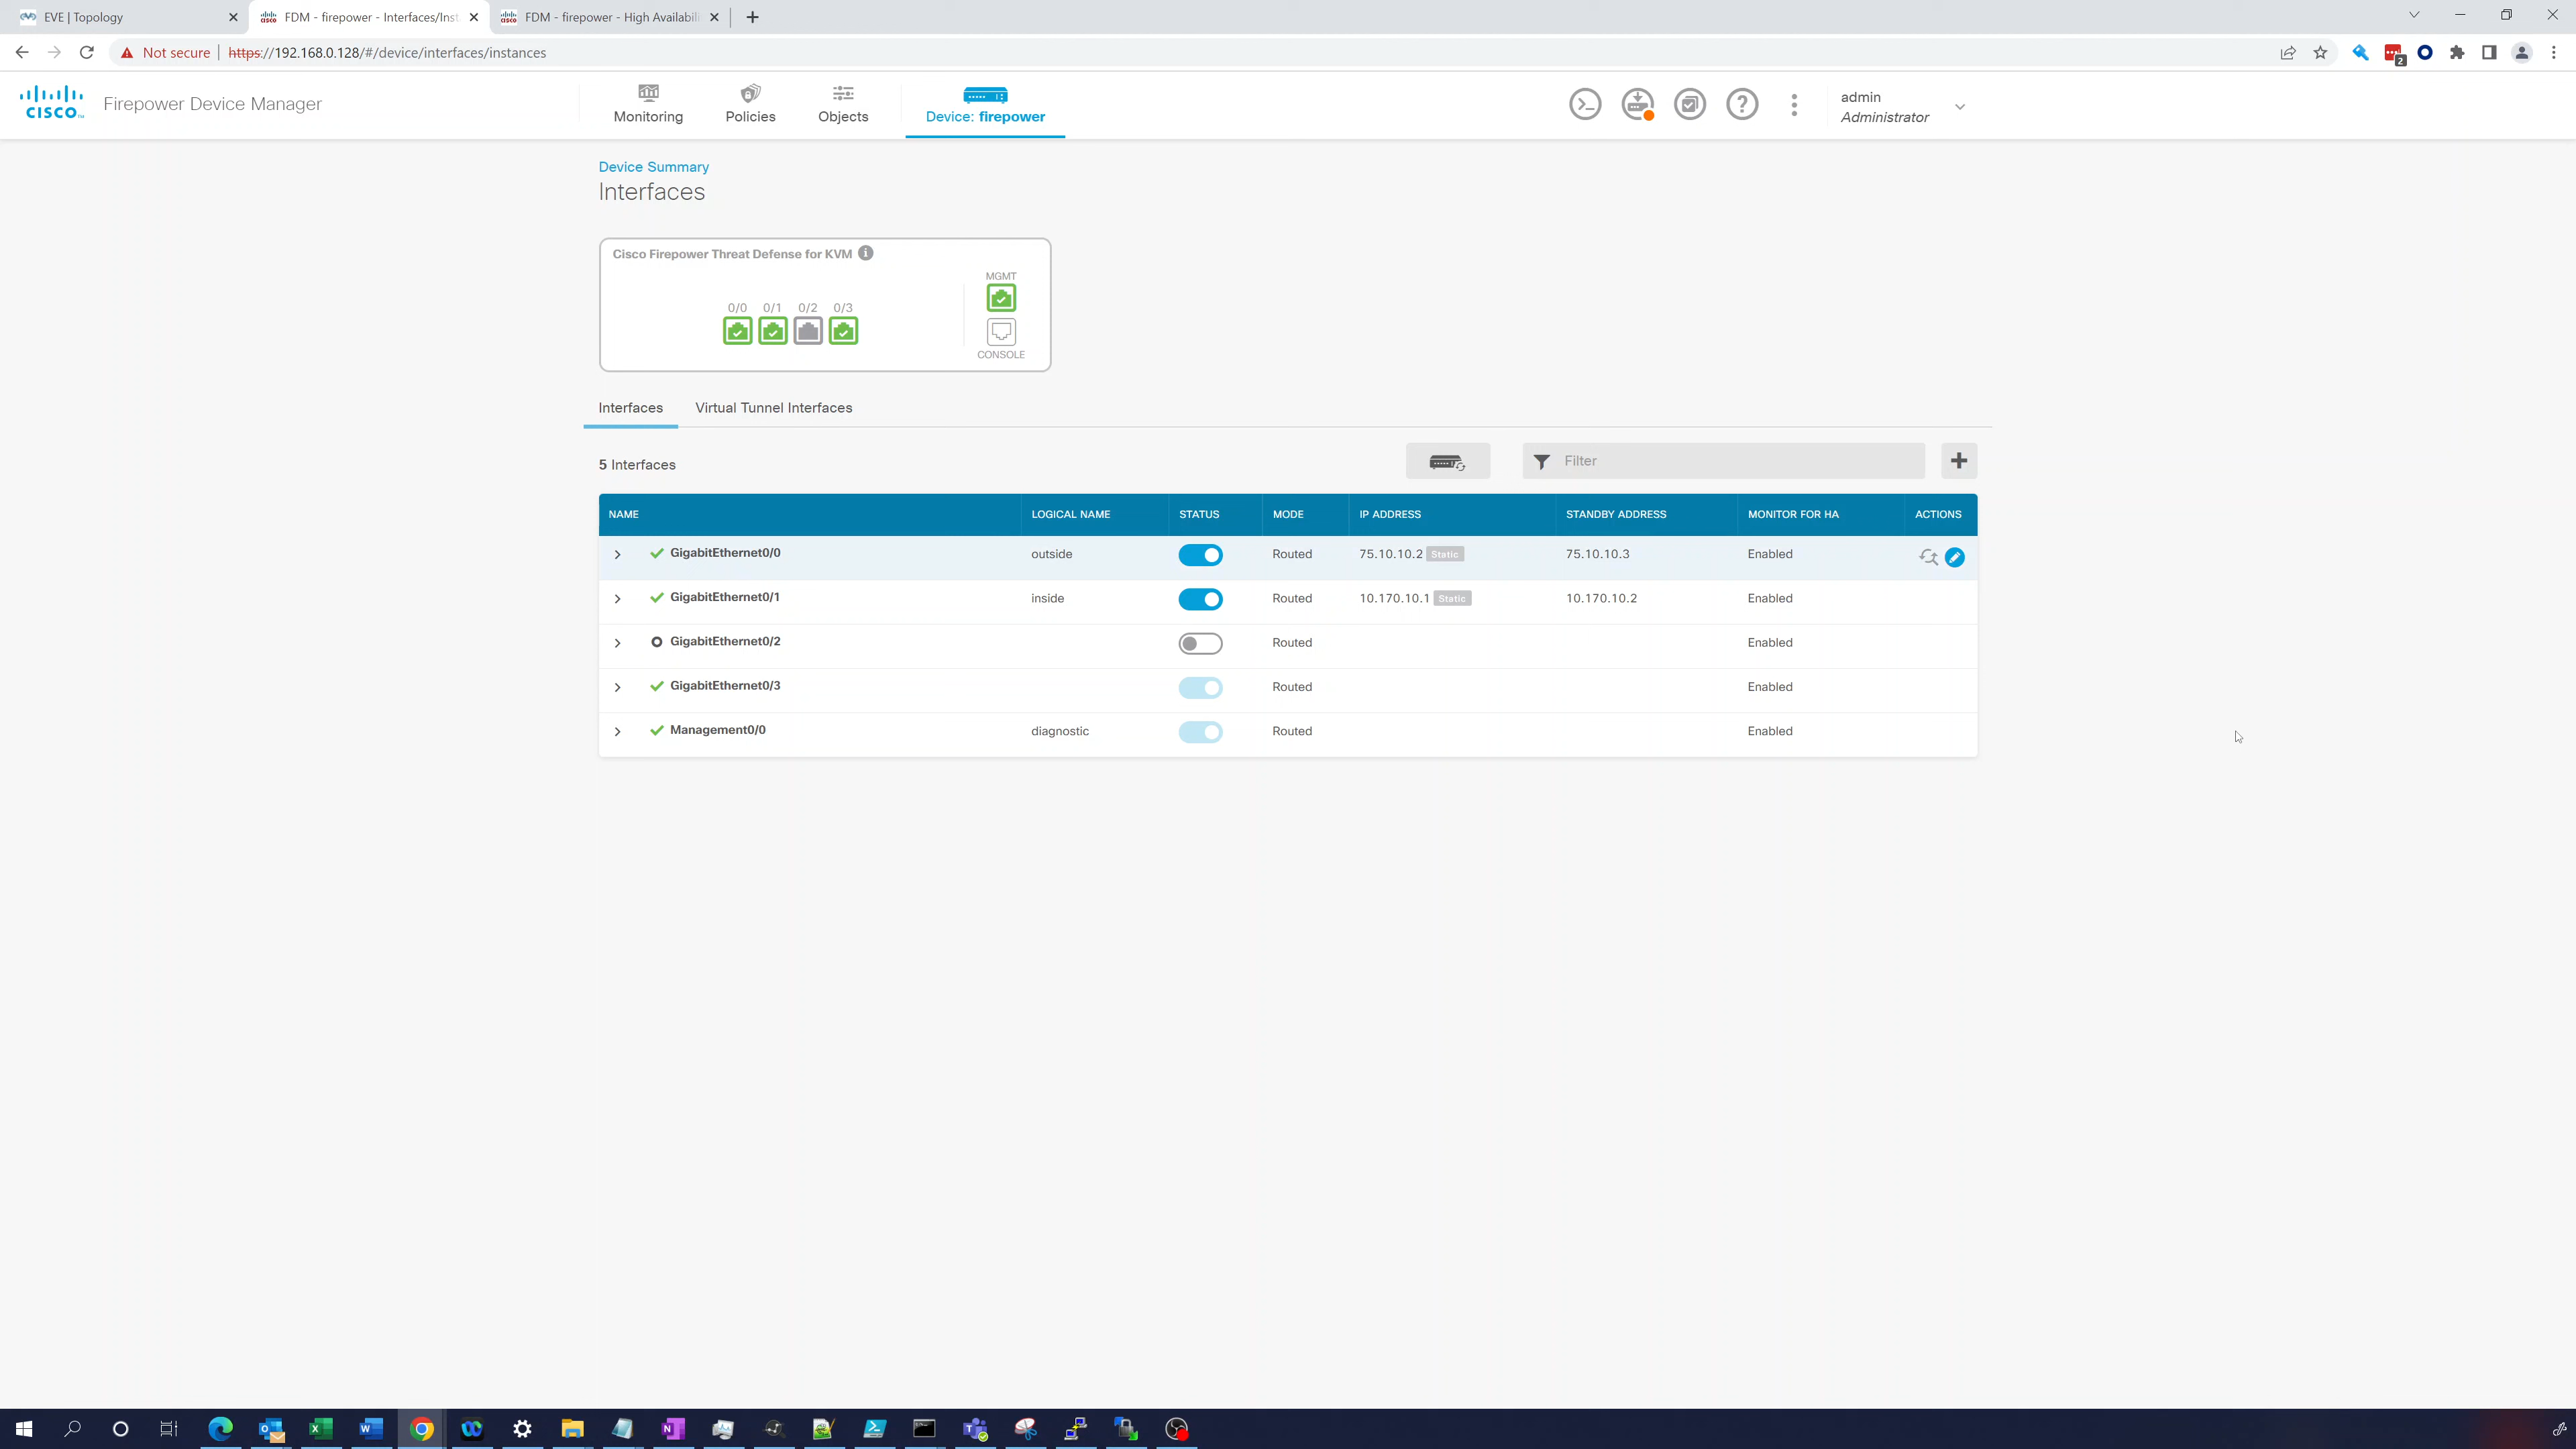 EVE | Topology
FDM - firepower - Interfaces/Inst
FDM - firepower - High Availabili
Not secure
https://192.168.0.128/#/device/interfaces/instances
2
CISCO
Firepower Device Manager
Monitoring
Policies
Objects
Device: firepower
admin
Administrator
Device Summary
Interfaces
Cisco Firepower Threat Defense for KVM
MGMT
0/0 0/1 0/2 0/3
CONSOLE
Interfaces
Virtual Tunnel Interfaces
5 Interfaces
Filter
NAME LOGICAL NAME STATUS MODE IP ADDRESS STANDBY ADDRESS MONITOR FOR HA ACTIONS
GigabitEthernet0/0 outside Routed 75.10.10.2 Static 75.10.10.3 Enabled
GigabitEthernet0/1 inside Routed 10.170.10.1 Static 10.170.10.2 Enabled
GigabitEthernet0/2 Routed Enabled
GigabitEthernet0/3 Routed Enabled
Management0/0 diagnostic Routed Enabled